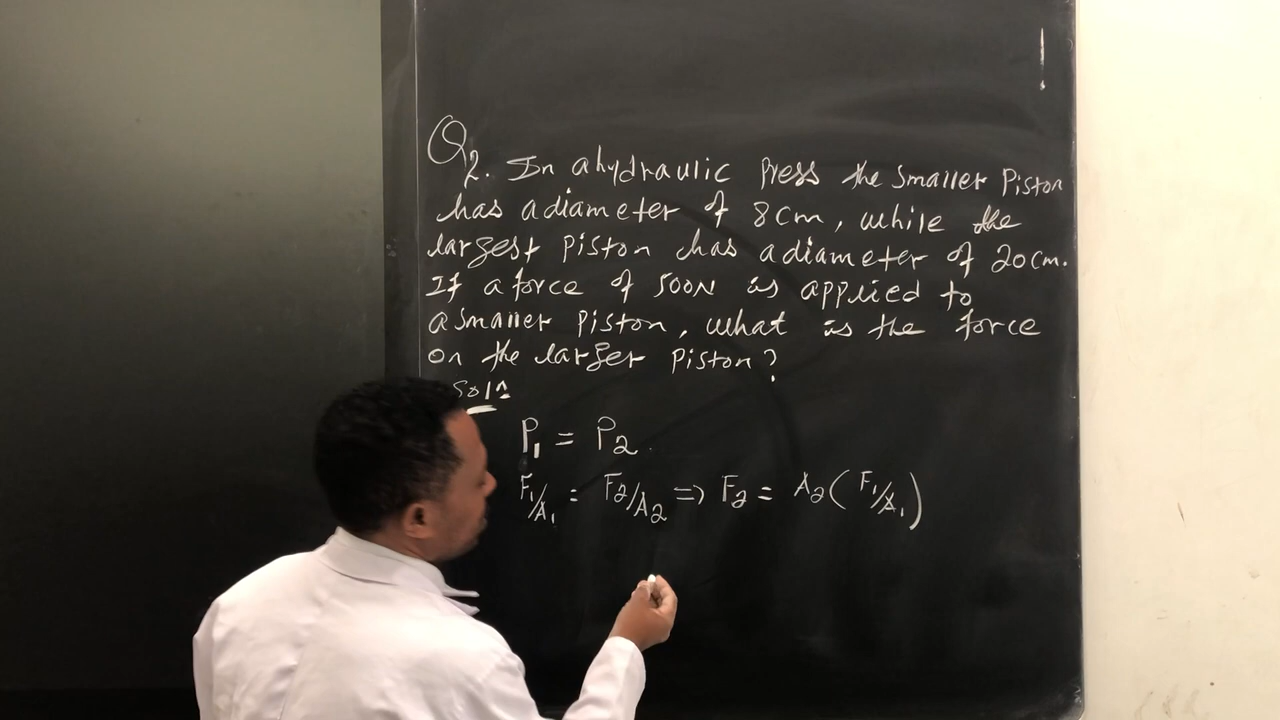 Q2. In a hydraulic press the smaller piston
has a diameter of 8cm, while the
largest piston has a diameter of 20cm.
If a force of 500N is applied to
a smaller piston, what is the force
on the larger piston?
Soln
P1 = P2.
F1/A1 = F2/A2 => F2 = A2(F1/A1)